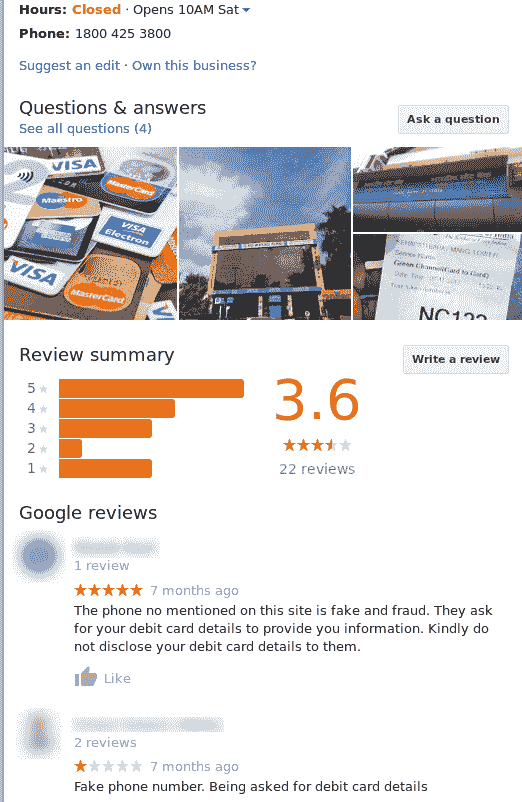 Hours: Closed · Opens 10AM Sat
Phone: 1800 425 3800
Suggest an edit · Own this business?
Questions & answers
See all questions (4)
Ask a question
VISA
MasterCard
Maestro
VISA
Electron
VISA
MasterCard
Green Channel(Card to Card)
Review summary
Write a review
5
4
3
2
1
3.6
22 reviews
Google reviews
1 review
7 months ago
The phone no mentioned on this site is fake and fraud. They ask
for your debit card details to provide you information. Kindly do
not disclose your debit card details to them.
Like
2 reviews
7 months ago
Fake phone number. Being asked for debit card details